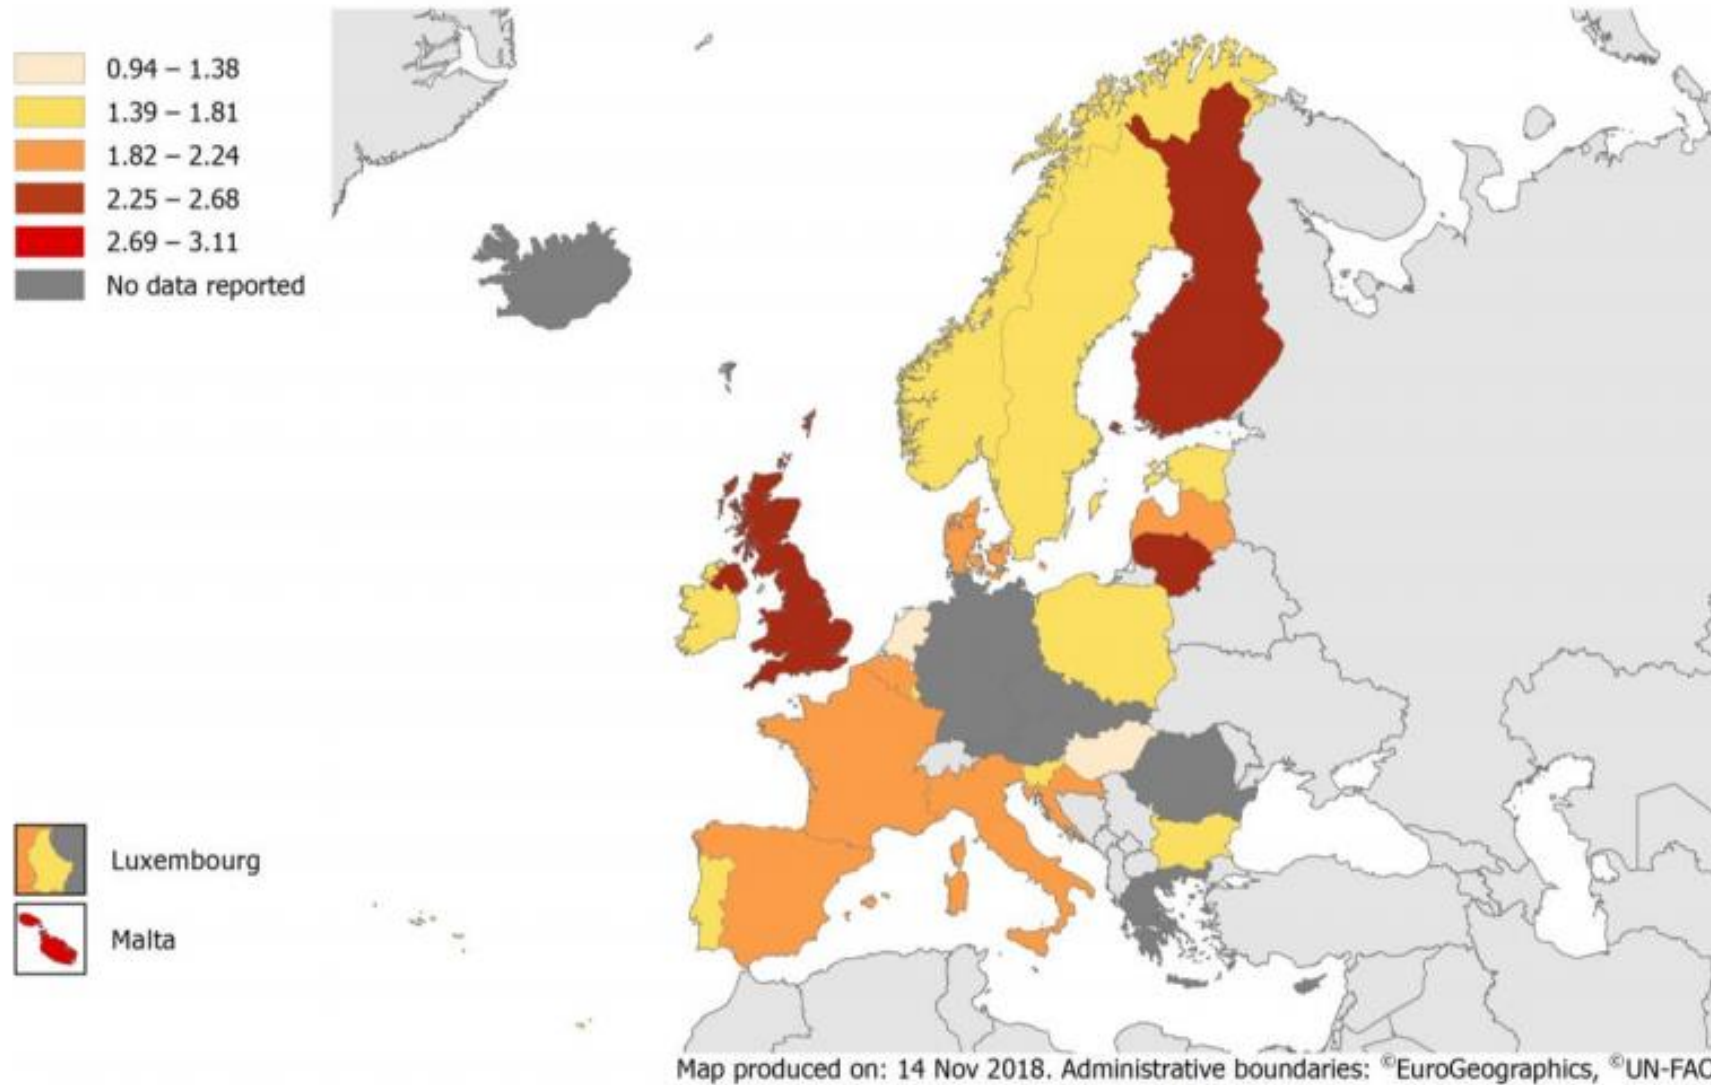 0.94 – 1.38
1.39 – 1.81
1.82 – 2.24
2.25 – 2.68
2.69 – 3.11
No data reported
Luxembourg
Malta
Map produced on: 14 Nov 2018. Administrative boundaries: ©EuroGeographics, ©UN-FAO